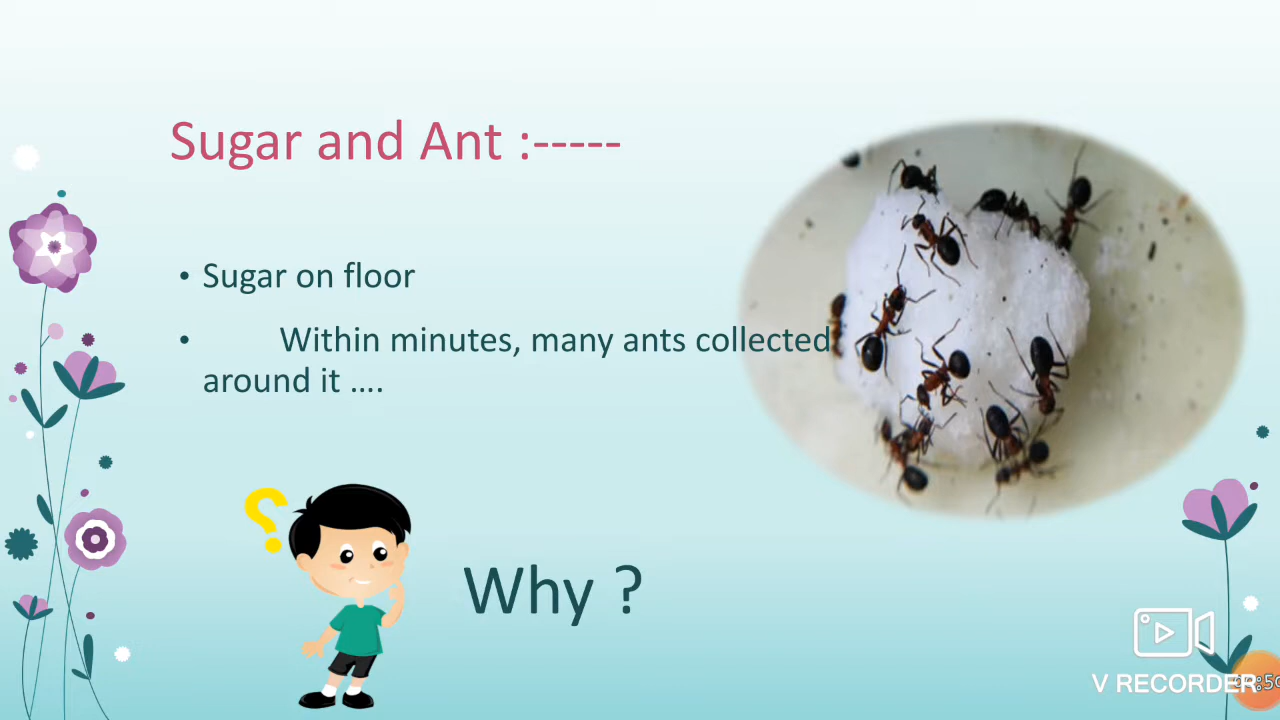 Sugar and Ant :-----
• Sugar on floor
• Within minutes, many ants collected
around it ....
?
Why ?
V RECORDER